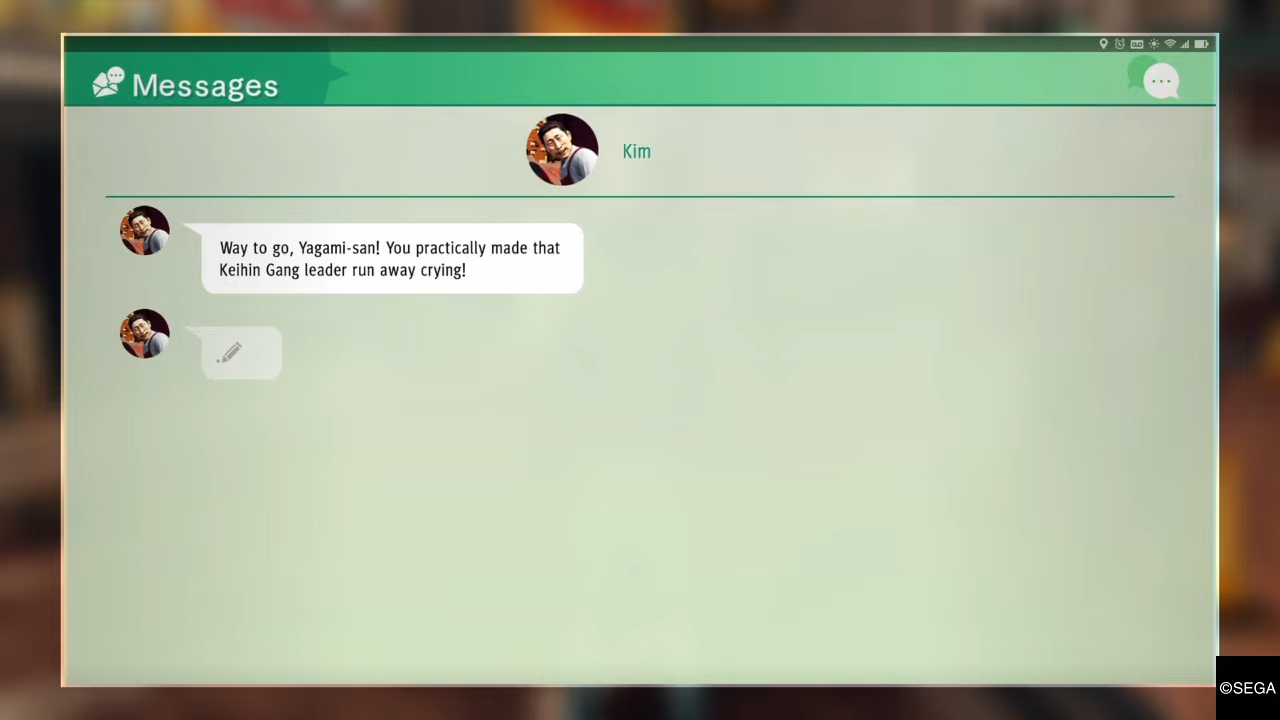 Messages
Kim
Way to go, Yagami-san! You practically made that
Keihin Gang leader run away crying!
©SEGA